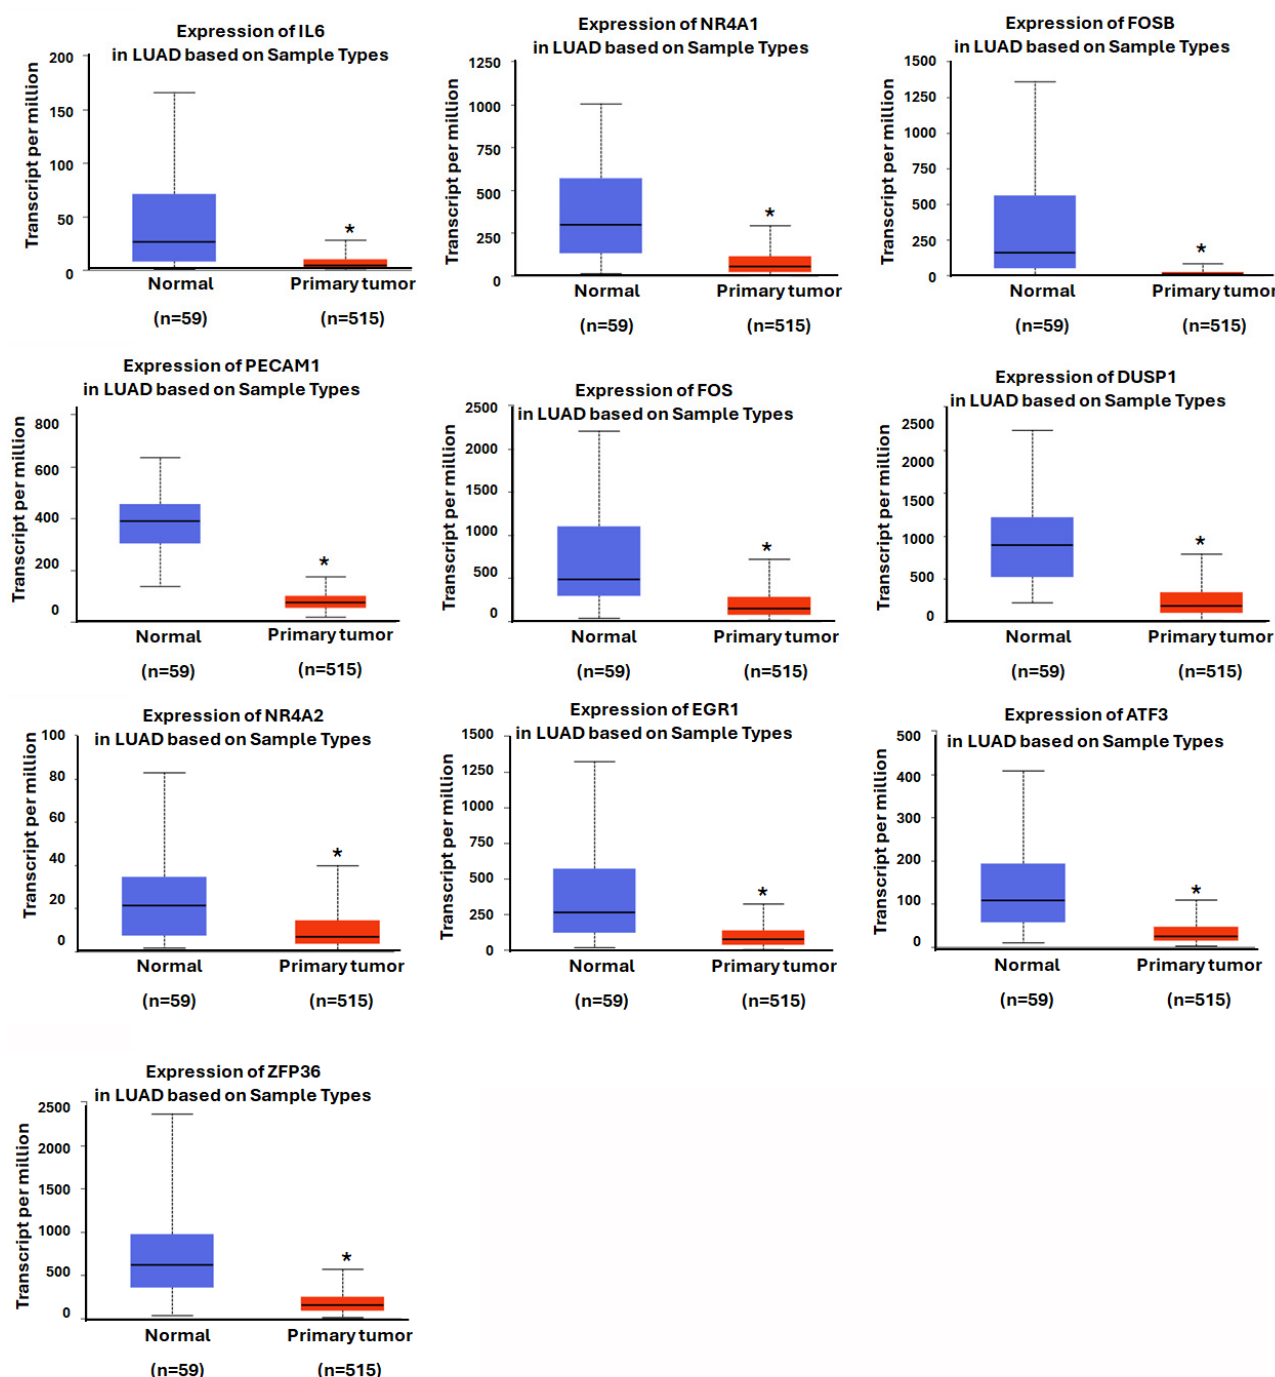 Expression of IL6
in LUAD based on Sample Types
Transcript per million
200
150
100
50
0
*
Normal
Primary tumor
(n=59)
(n=515)
Expression of NR4A1
in LUAD based on Sample Types
Transcript per million
1250
1000
750
500
250
0
*
Normal
Primary tumor
(n=59)
(n=515)
Expression of FOSB
in LUAD based on Sample Types
Transcript per million
1500
1250
1000
750
500
250
0
*
Normal
Primary tumor
(n=59)
(n=515)
Expression of PECAM1
in LUAD based on Sample Types
Transcript per million
800
600
400
200
0
*
Normal
Primary tumor
(n=59)
(n=515)
Expression of FOS
in LUAD based on Sample Types
Transcript per million
2500
2000
1500
1000
500
0
*
Normal
Primary tumor
(n=59)
(n=515)
Expression of DUSP1
in LUAD based on Sample Types
Transcript per million
2500
2000
1500
1000
500
0
*
Normal
Primary tumor
(n=59)
(n=515)
Expression of NR4A2
in LUAD based on Sample Types
Transcript per million
100
80
60
40
20
0
*
Normal
Primary tumor
(n=59)
(n=515)
Expression of EGR1
in LUAD based on Sample Types
Transcript per million
1500
1250
1000
750
500
250
0
*
Normal
Primary tumor
(n=59)
(n=515)
Expression of ATF3
in LUAD based on Sample Types
Transcript per million
500
400
300
200
100
0
*
Normal
Primary tumor
(n=59)
(n=515)
Expression of ZFP36
in LUAD based on Sample Types
Transcript per million
2500
2000
1500
1000
500
0
*
Normal
Primary tumor
(n=59)
(n=515)